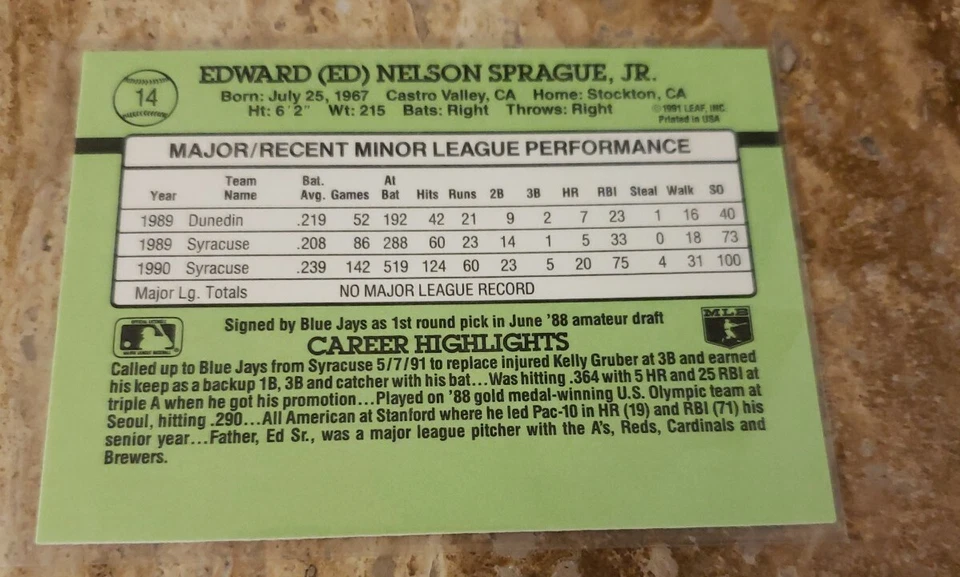 14
EDWARD (ED) NELSON SPRAGUE, JR.
Born: July 25, 1967 Castro Valley, CA Home: Stockton, CA
Ht: 6'2" Wt: 215 Bats: Right Throws: Right
©1991 LEAF, INC.
Printed in USA
MAJOR/RECENT MINOR LEAGUE PERFORMANCE
Year Team Name Bat. Avg. Games At Bat Hits Runs 2B 3B HR RBI Steal Walk SO
1989 Dunedin .219 52 192 42 21 9 2 7 23 1 16 40
1989 Syracuse .208 86 288 60 23 14 1 5 33 0 18 73
1990 Syracuse .239 142 519 124 60 23 5 20 75 4 31 100
Major Lg. Totals NO MAJOR LEAGUE RECORD
Signed by Blue Jays as 1st round pick in June '88 amateur draft
MLB
CAREER HIGHLIGHTS
Called up to Blue Jays from Syracuse 5/7/91 to replace injured Kelly Gruber at 3B and earned
his keep as a backup 1B, 3B and catcher with his bat...Was hitting .364 with 5 HR and 25 RBI at
triple A when he got his promotion...Played on '88 gold medal-winning U.S. Olympic team at
Seoul, hitting .290...All American at Stanford where he led Pac-10 in HR (19) and RBI (71) his
senior year...Father, Ed Sr., was a major league pitcher with the A's, Reds, Cardinals and
Brewers.